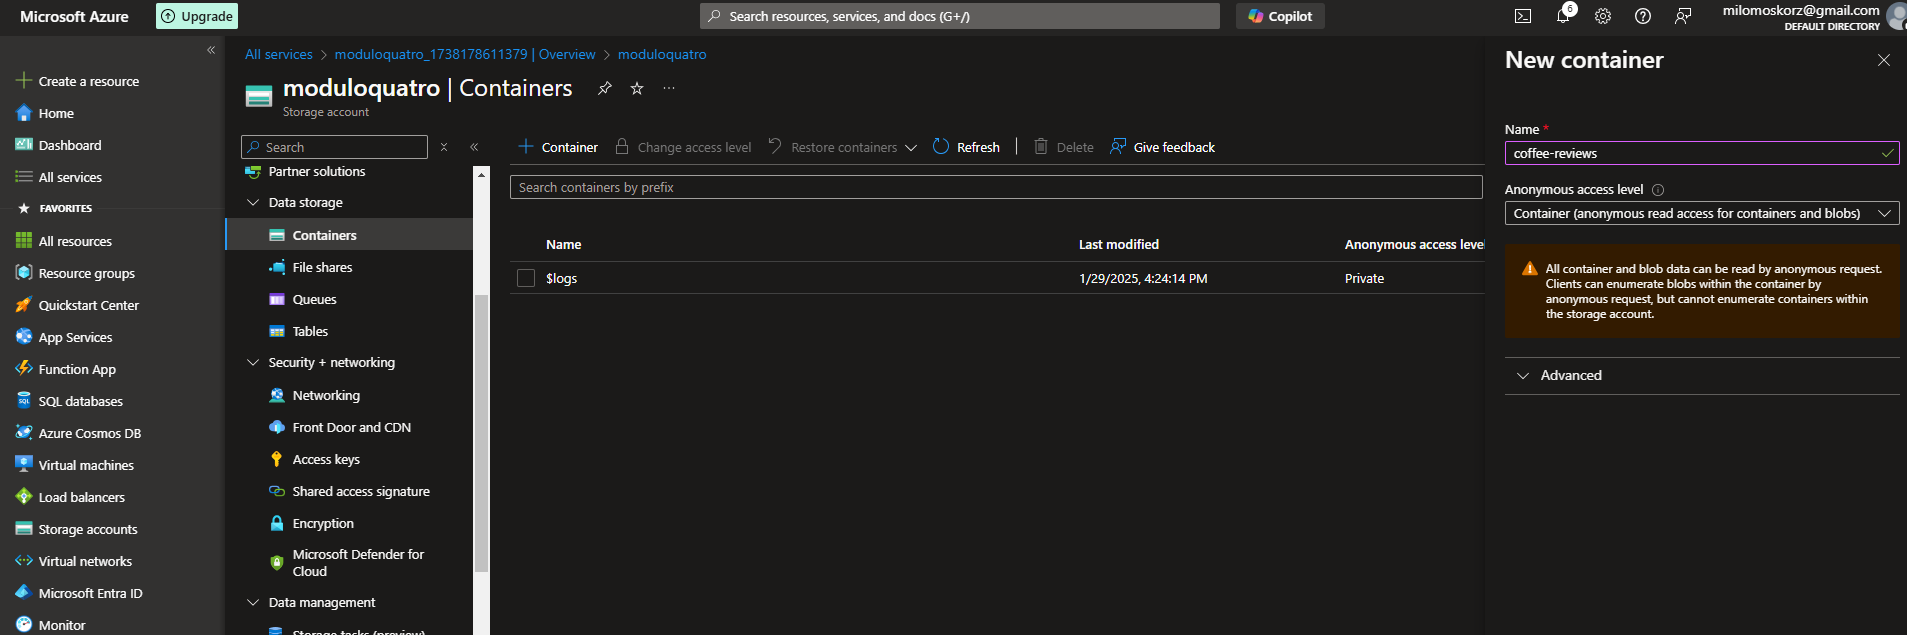 Microsoft Azure
Upgrade
Search resources, services, and docs (G+/)
Copilot
6
milomoskorz@gmail.com
DEFAULT DIRECTORY
Create a resource
Home
Dashboard
All services
FAVORITES
All resources
Resource groups
Quickstart Center
App Services
Function App
SQL databases
Azure Cosmos DB
Virtual machines
Load balancers
Storage accounts
Virtual networks
Microsoft Entra ID
Monitor
All services > moduloquatro_1738178611379 | Overview > moduloquatro
moduloquatro | Containers
Storage account
Search
Partner solutions
Data storage
Containers
File shares
Queues
Tables
Security + networking
Networking
Front Door and CDN
Access keys
Shared access signature
Encryption
Microsoft Defender for
Cloud
Data management
Storage tasks (preview)
Container
Change access level
Restore containers
Refresh
Delete
Give feedback
Search containers by prefix
Name Last modified Anonymous access level
$logs 1/29/2025, 4:24:14 PM Private
New container
Name *
coffee-reviews
Anonymous access level
Container (anonymous read access for containers and blobs)
All container and blob data can be read by anonymous request.
Clients can enumerate blobs within the container by
anonymous request, but cannot enumerate containers within
the storage account.
Advanced